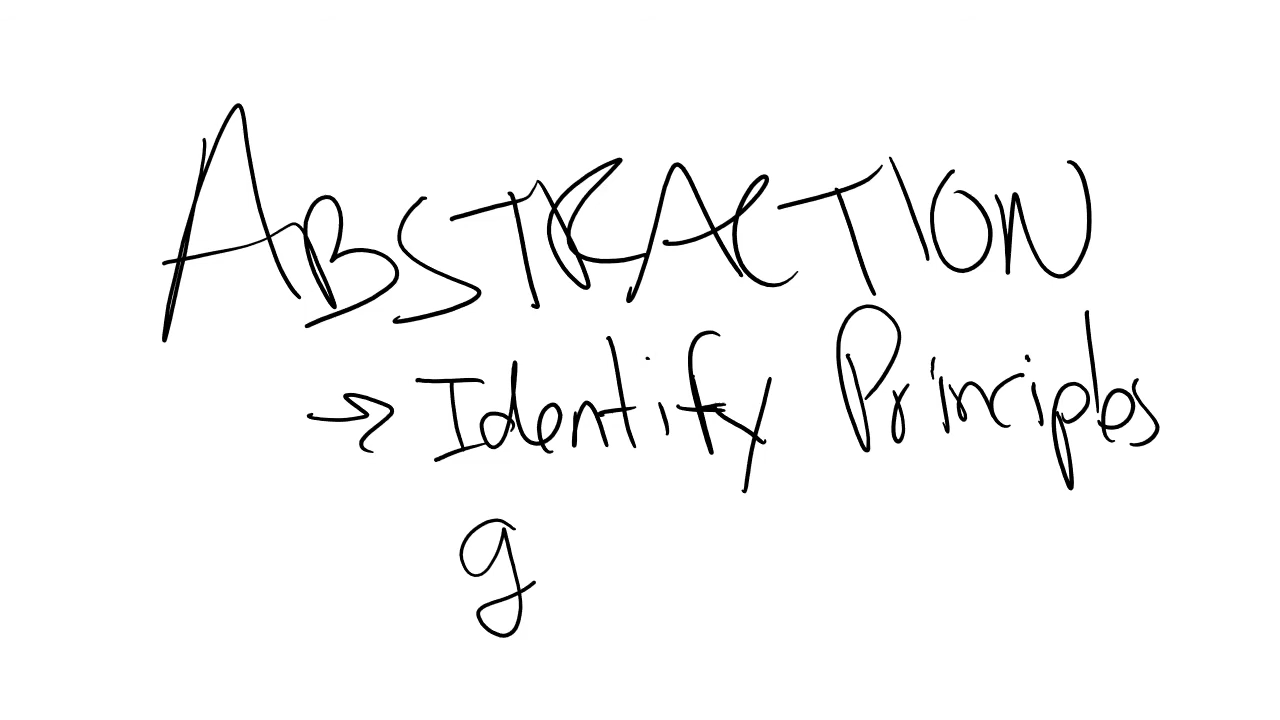 ABSTRACTION
→ Identify Principles
g